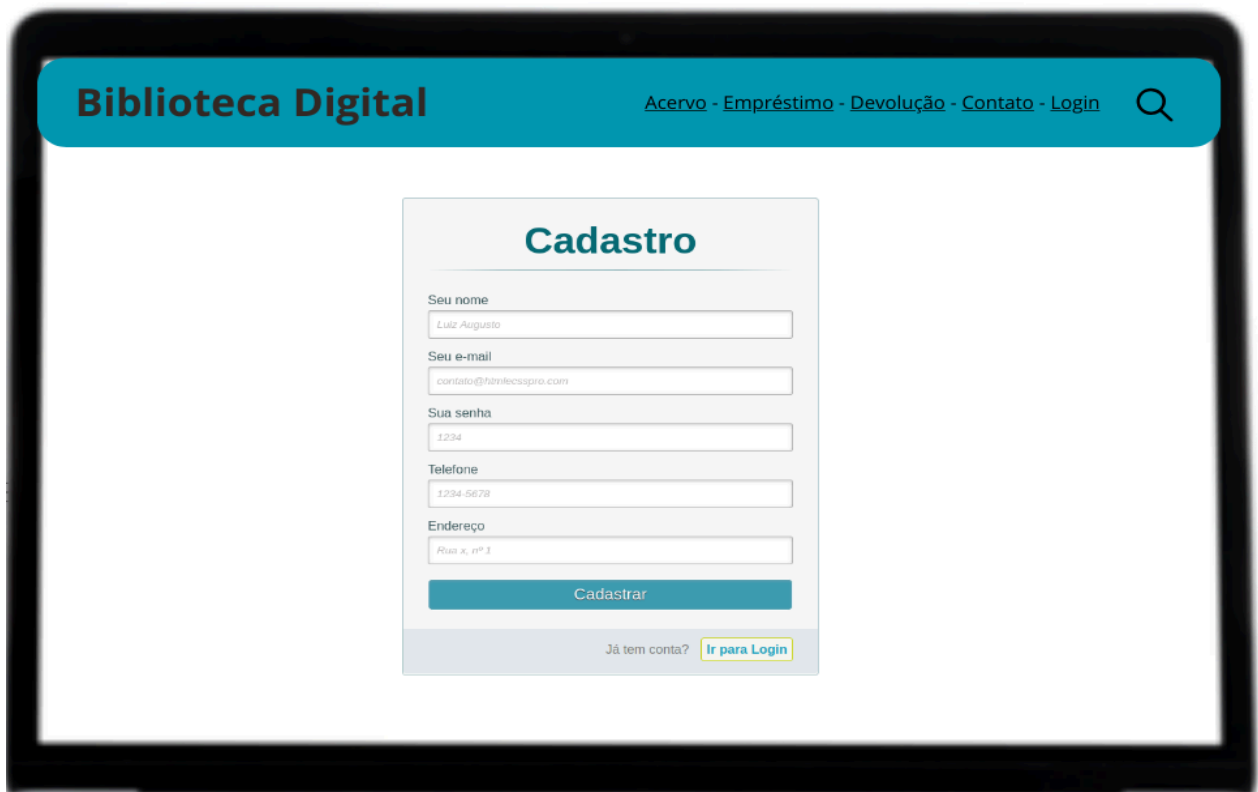 Biblioteca Digital
Acervo - Empréstimo - Devolução - Contato - Login
Cadastro
Seu nome
Luiz Augusto
Seu e-mail
contato@htmlecsspro.com
Sua senha
1234
Telefone
1234-5678
Endereço
Rua x, nº 1
Cadastrar
Já tem conta? Ir para Login